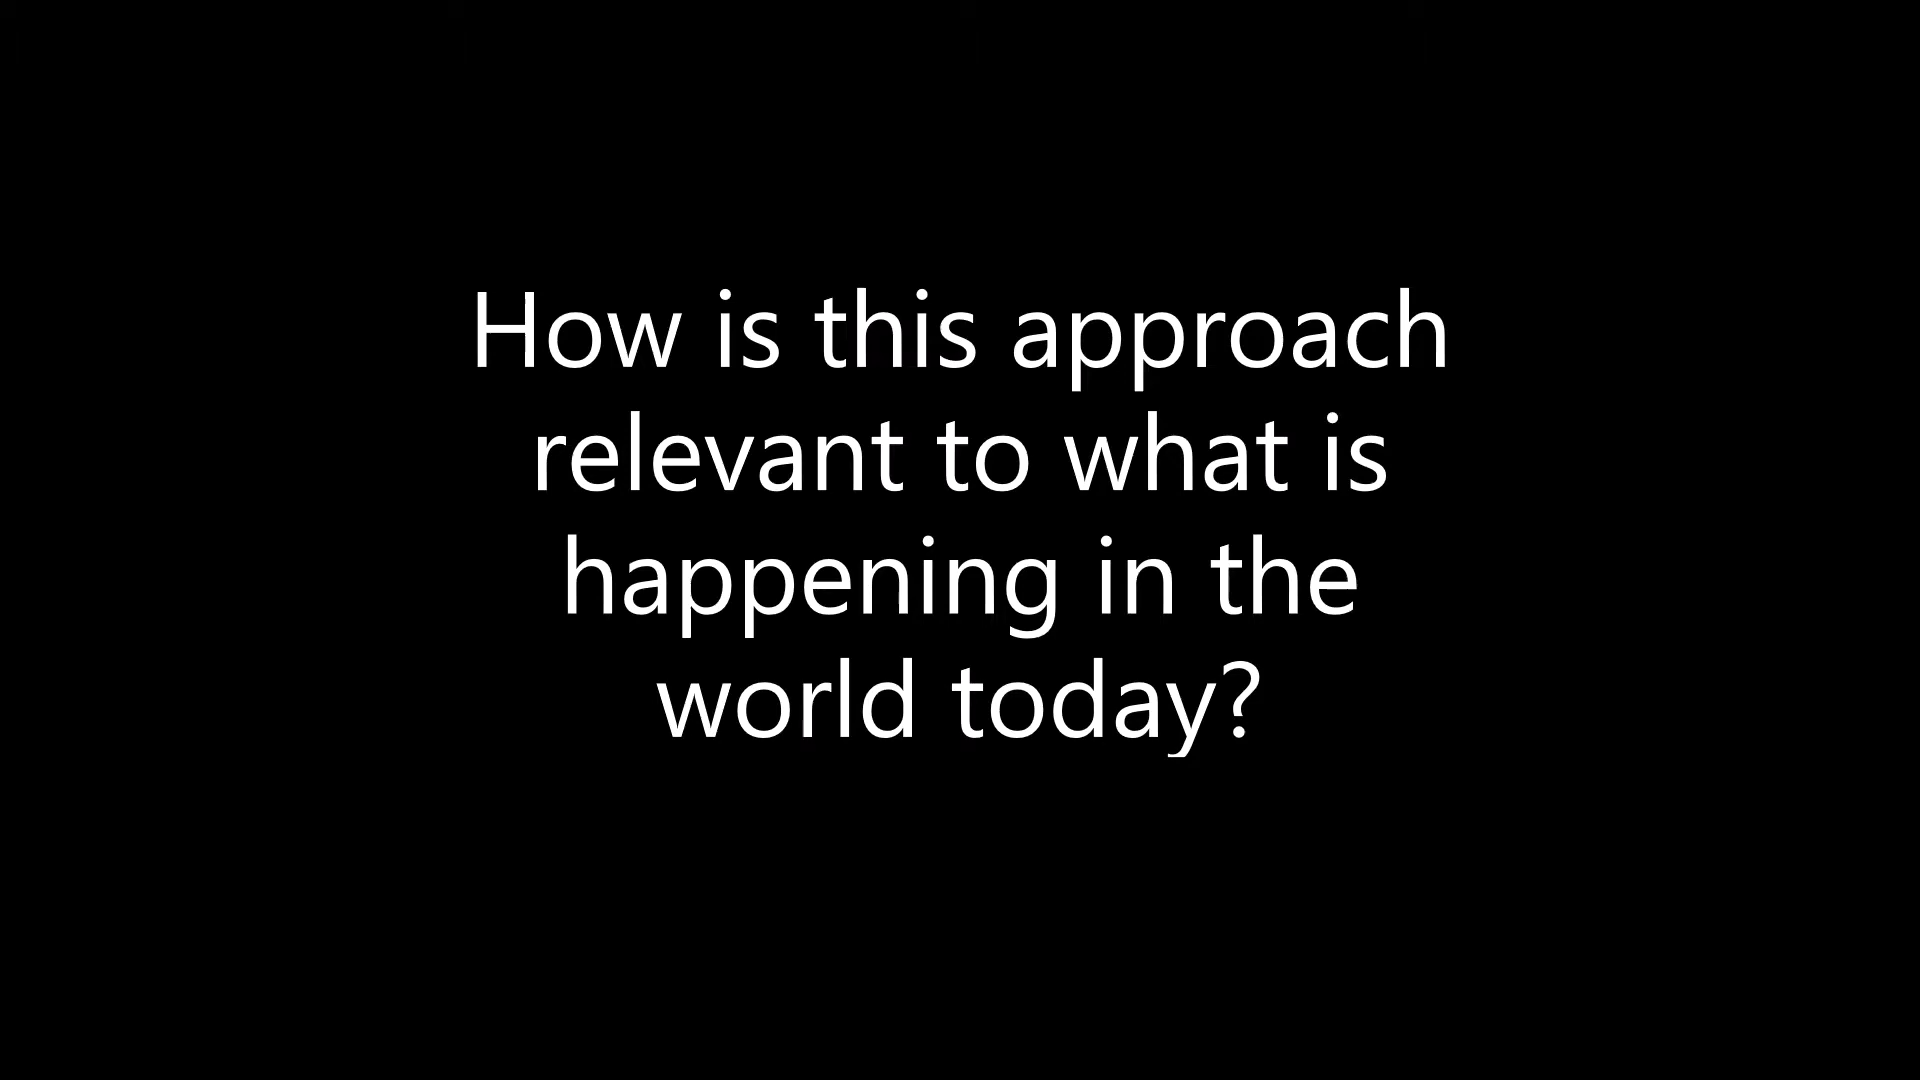 How is this approach
relevant to what is
happening in the
world today?